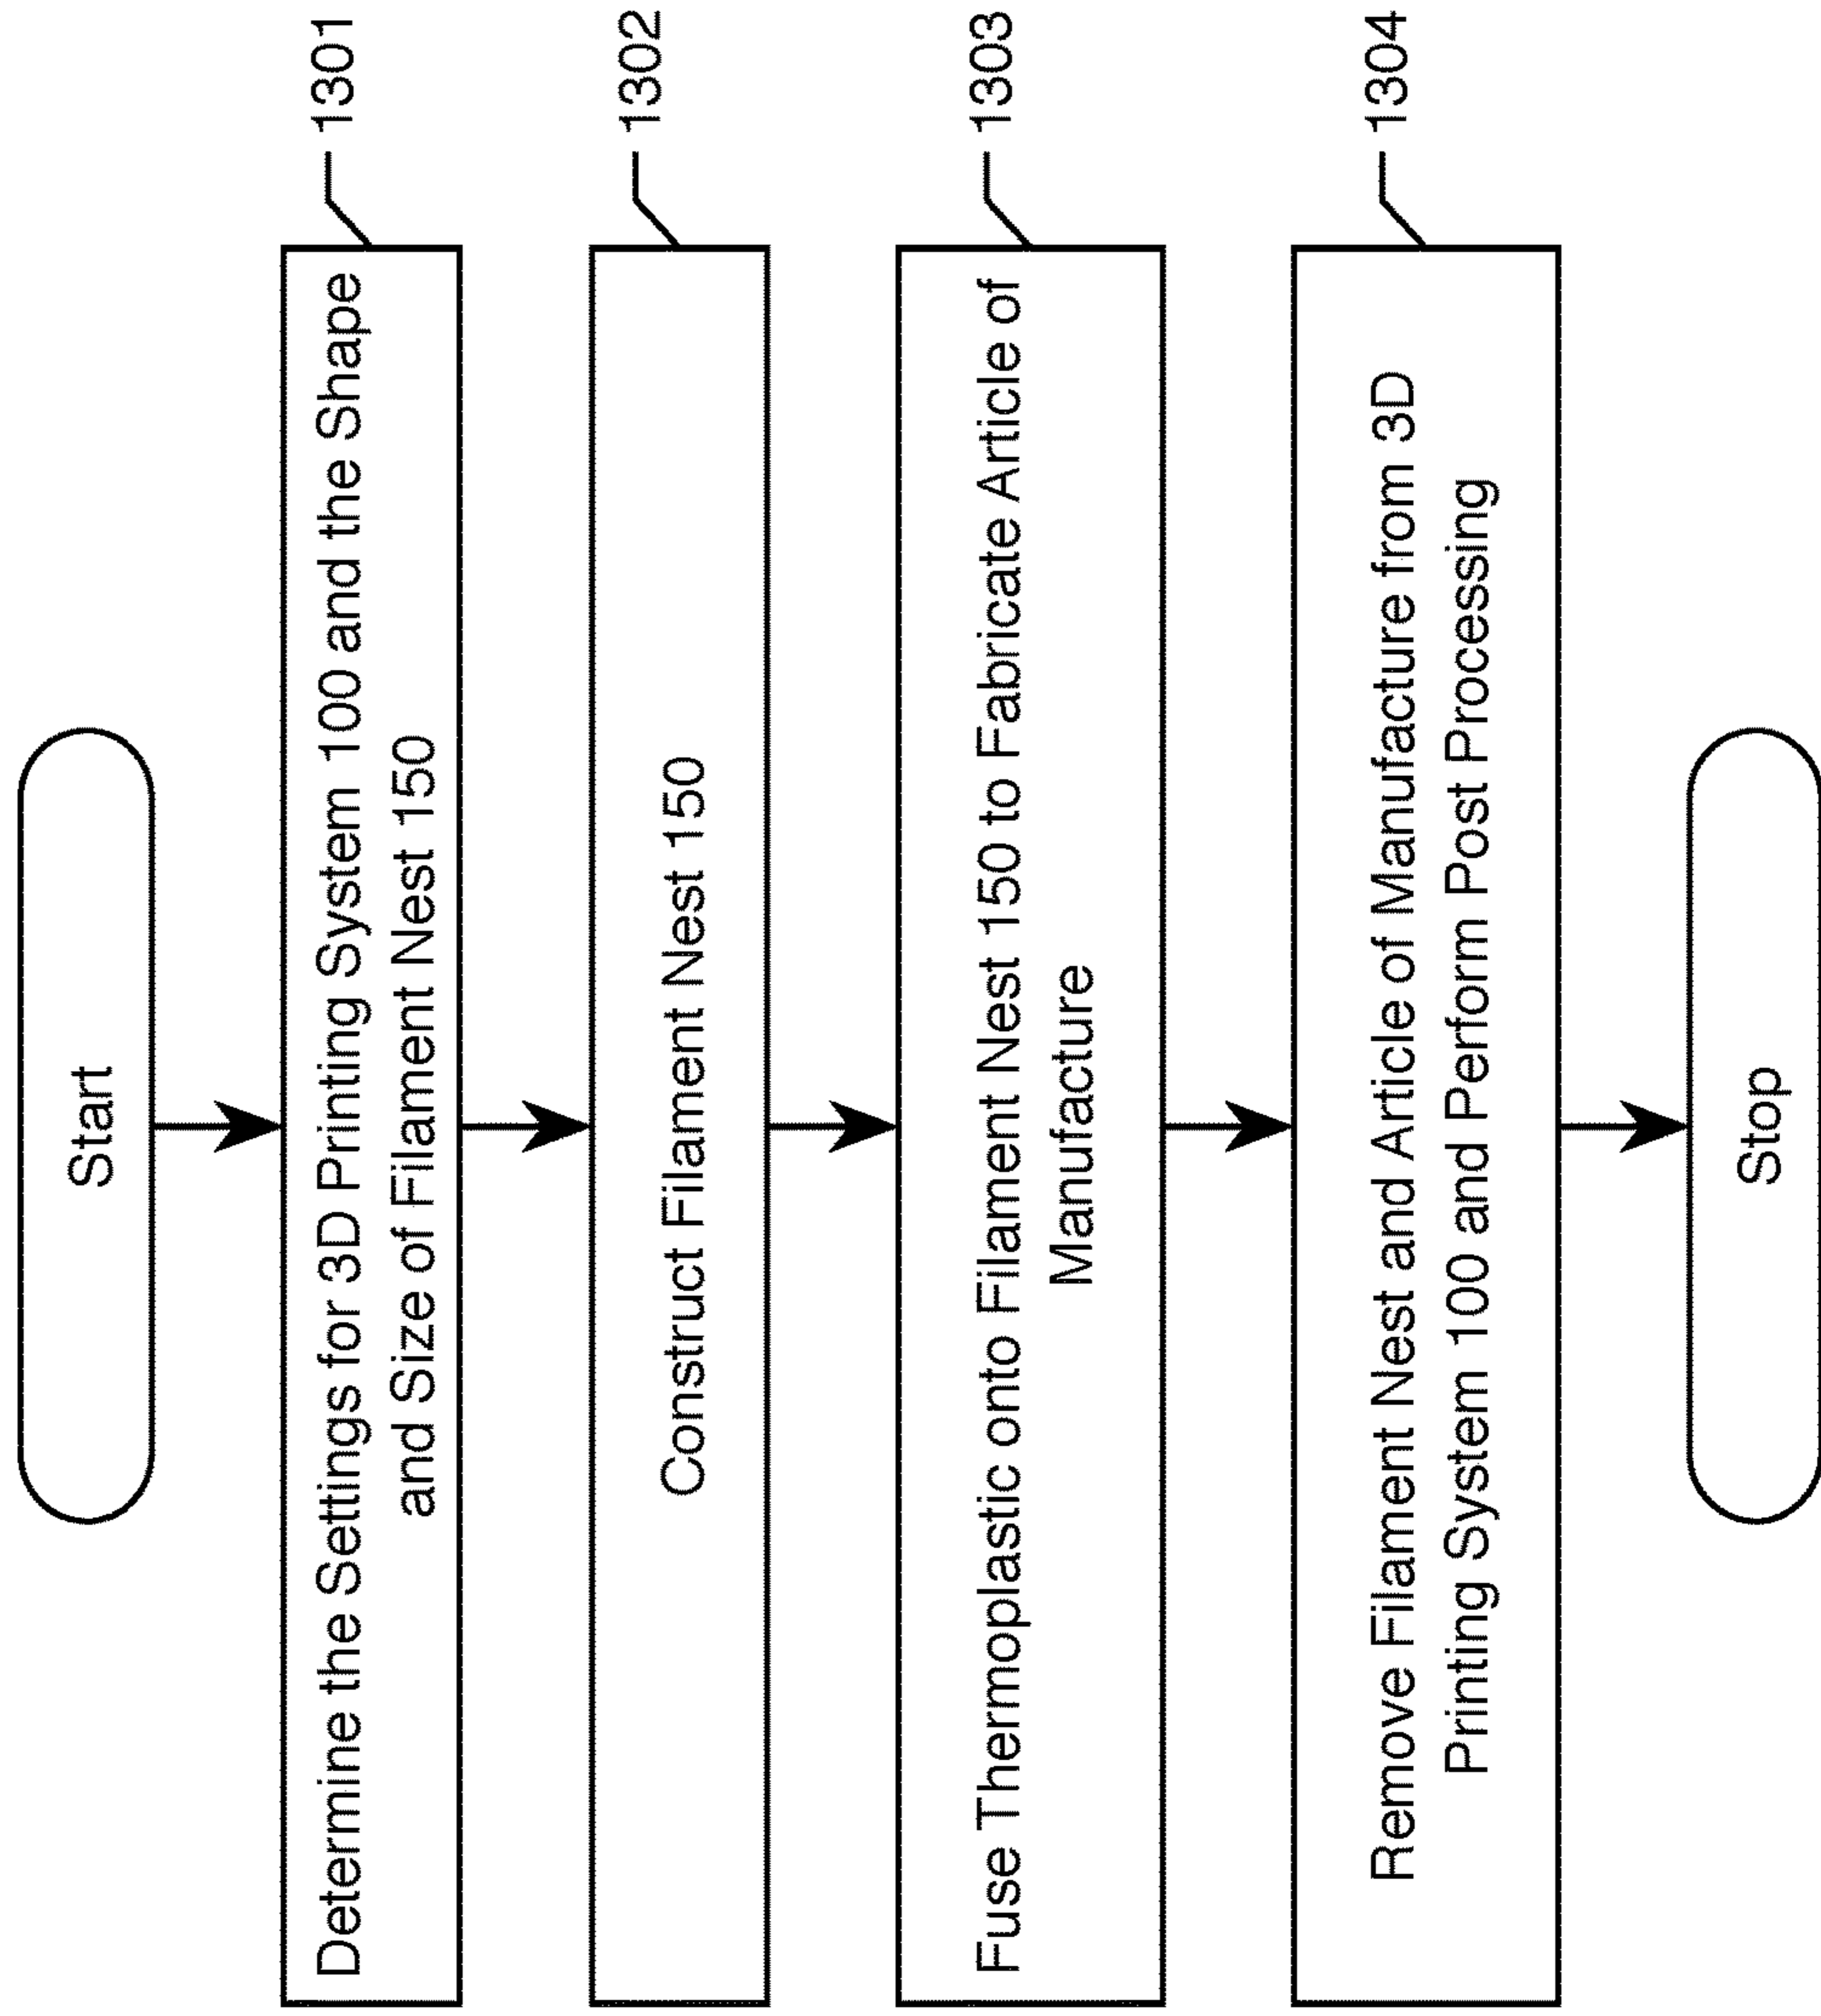 Start
Determine the Settings for 3D Printing System 100 and the Shape
and Size of Filament Nest 150
1301
Construct Filament Nest 150
1302
Fuse Thermoplastic onto Filament Nest 150 to Fabricate Article of
Manufacture
1303
Remove Filament Nest and Article of Manufacture from 3D
Printing System 100 and Perform Post Processing
1304
Stop